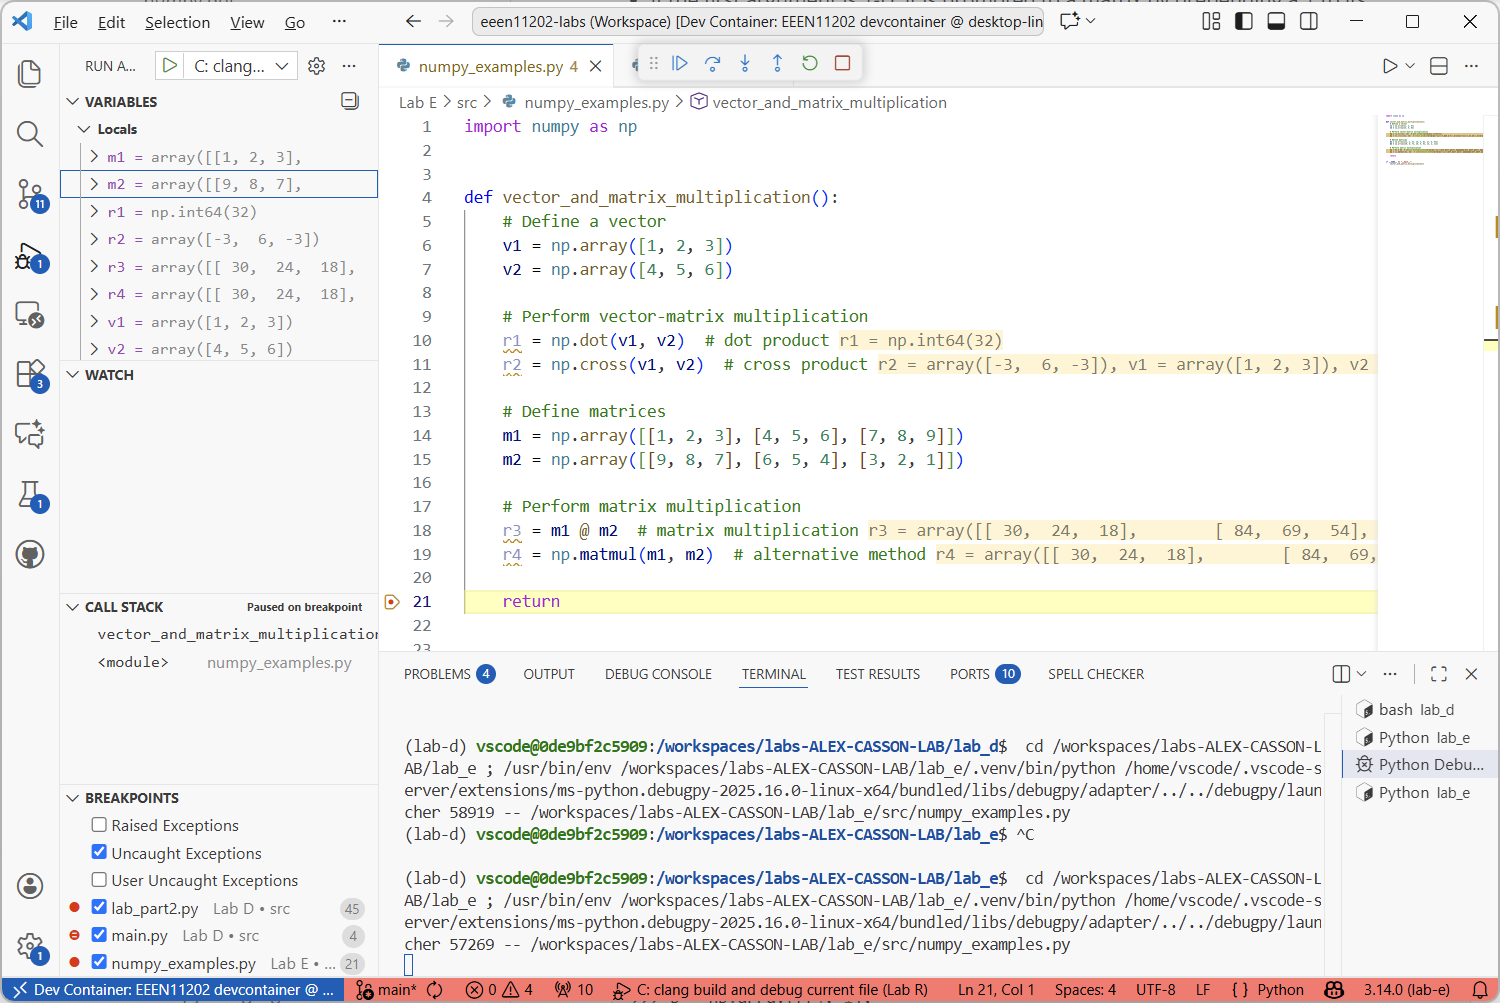 File Edit Selection View Go ···
eeen11202-labs (Workspace) [Dev Container: EEEN11202 devcontainer @ desktop-lin
RUN A... C: clang...
VARIABLES
Locals
m1 = array([[1, 2, 3],
m2 = array([[9, 8, 7],
r1 = np.int64(32)
r2 = array([-3,  6, -3])
r3 = array([[ 30,  24,  18],
r4 = array([[ 30,  24,  18],
v1 = array([1, 2, 3])
v2 = array([4, 5, 6])
WATCH
CALL STACK Paused on breakpoint
vector_and_matrix_multiplication
<module> numpy_examples.py
BREAKPOINTS
Raised Exceptions
Uncaught Exceptions
User Uncaught Exceptions
lab_part2.py Lab D • src 45
main.py Lab D • src 4
numpy_examples.py Lab E • ... 21
11
1
3
1
1
numpy_examples.py 4
Lab E > src > numpy_examples.py > vector_and_matrix_multiplication
1 import numpy as np
2
3
4 def vector_and_matrix_multiplication():
5 # Define a vector
6 v1 = np.array([1, 2, 3])
7 v2 = np.array([4, 5, 6])
8
9 # Perform vector-matrix multiplication
10 r1 = np.dot(v1, v2)  # dot product r1 = np.int64(32)
11 r2 = np.cross(v1, v2)  # cross product r2 = array([-3,  6, -3]), v1 = array([1, 2, 3]), v2
12
13 # Define matrices
14 m1 = np.array([[1, 2, 3], [4, 5, 6], [7, 8, 9]])
15 m2 = np.array([[9, 8, 7], [6, 5, 4], [3, 2, 1]])
16
17 # Perform matrix multiplication
18 r3 = m1 @ m2  # matrix multiplication r3 = array([[ 30,  24,  18],       [ 84,  69,  54],
19 r4 = np.matmul(m1, m2)  # alternative method r4 = array([[ 30,  24,  18],       [ 84,  69,
20
21 return
22
23
PROBLEMS 4 OUTPUT DEBUG CONSOLE TERMINAL TEST RESULTS PORTS 10 SPELL CHECKER
(lab-d) vscode@0de9bf2c5909:/workspaces/labs-ALEX-CASSON-LAB/lab_d$  cd /workspaces/labs-ALEX-CASSON-L
AB/lab_e ; /usr/bin/env /workspaces/labs-ALEX-CASSON-LAB/lab_e/.venv/bin/python /home/vscode/.vscode-s
erver/extensions/ms-python.debugpy-2025.16.0-linux-x64/bundled/libs/debugpy/adapter/../../debugpy/laun
cher 58919 -- /workspaces/labs-ALEX-CASSON-LAB/lab_e/src/numpy_examples.py
(lab-d) vscode@0de9bf2c5909:/workspaces/labs-ALEX-CASSON-LAB/lab_e$ ^C
(lab-d) vscode@0de9bf2c5909:/workspaces/labs-ALEX-CASSON-LAB/lab_e$  cd /workspaces/labs-ALEX-CASSON-L
AB/lab_e ; /usr/bin/env /workspaces/labs-ALEX-CASSON-LAB/lab_e/.venv/bin/python /home/vscode/.vscode-s
erver/extensions/ms-python.debugpy-2025.16.0-linux-x64/bundled/libs/debugpy/adapter/../../debugpy/laun
cher 57269 -- /workspaces/labs-ALEX-CASSON-LAB/lab_e/src/numpy_examples.py
bash lab_d
Python lab_e
Python Debu...
Python lab_e
Dev Container: EEEN11202 devcontainer @ ... main* 0 4 10 C: clang build and debug current file (Lab R) Ln 21, Col 1 Spaces: 4 UTF-8 LF { } Python 3.14.0 (lab-e)